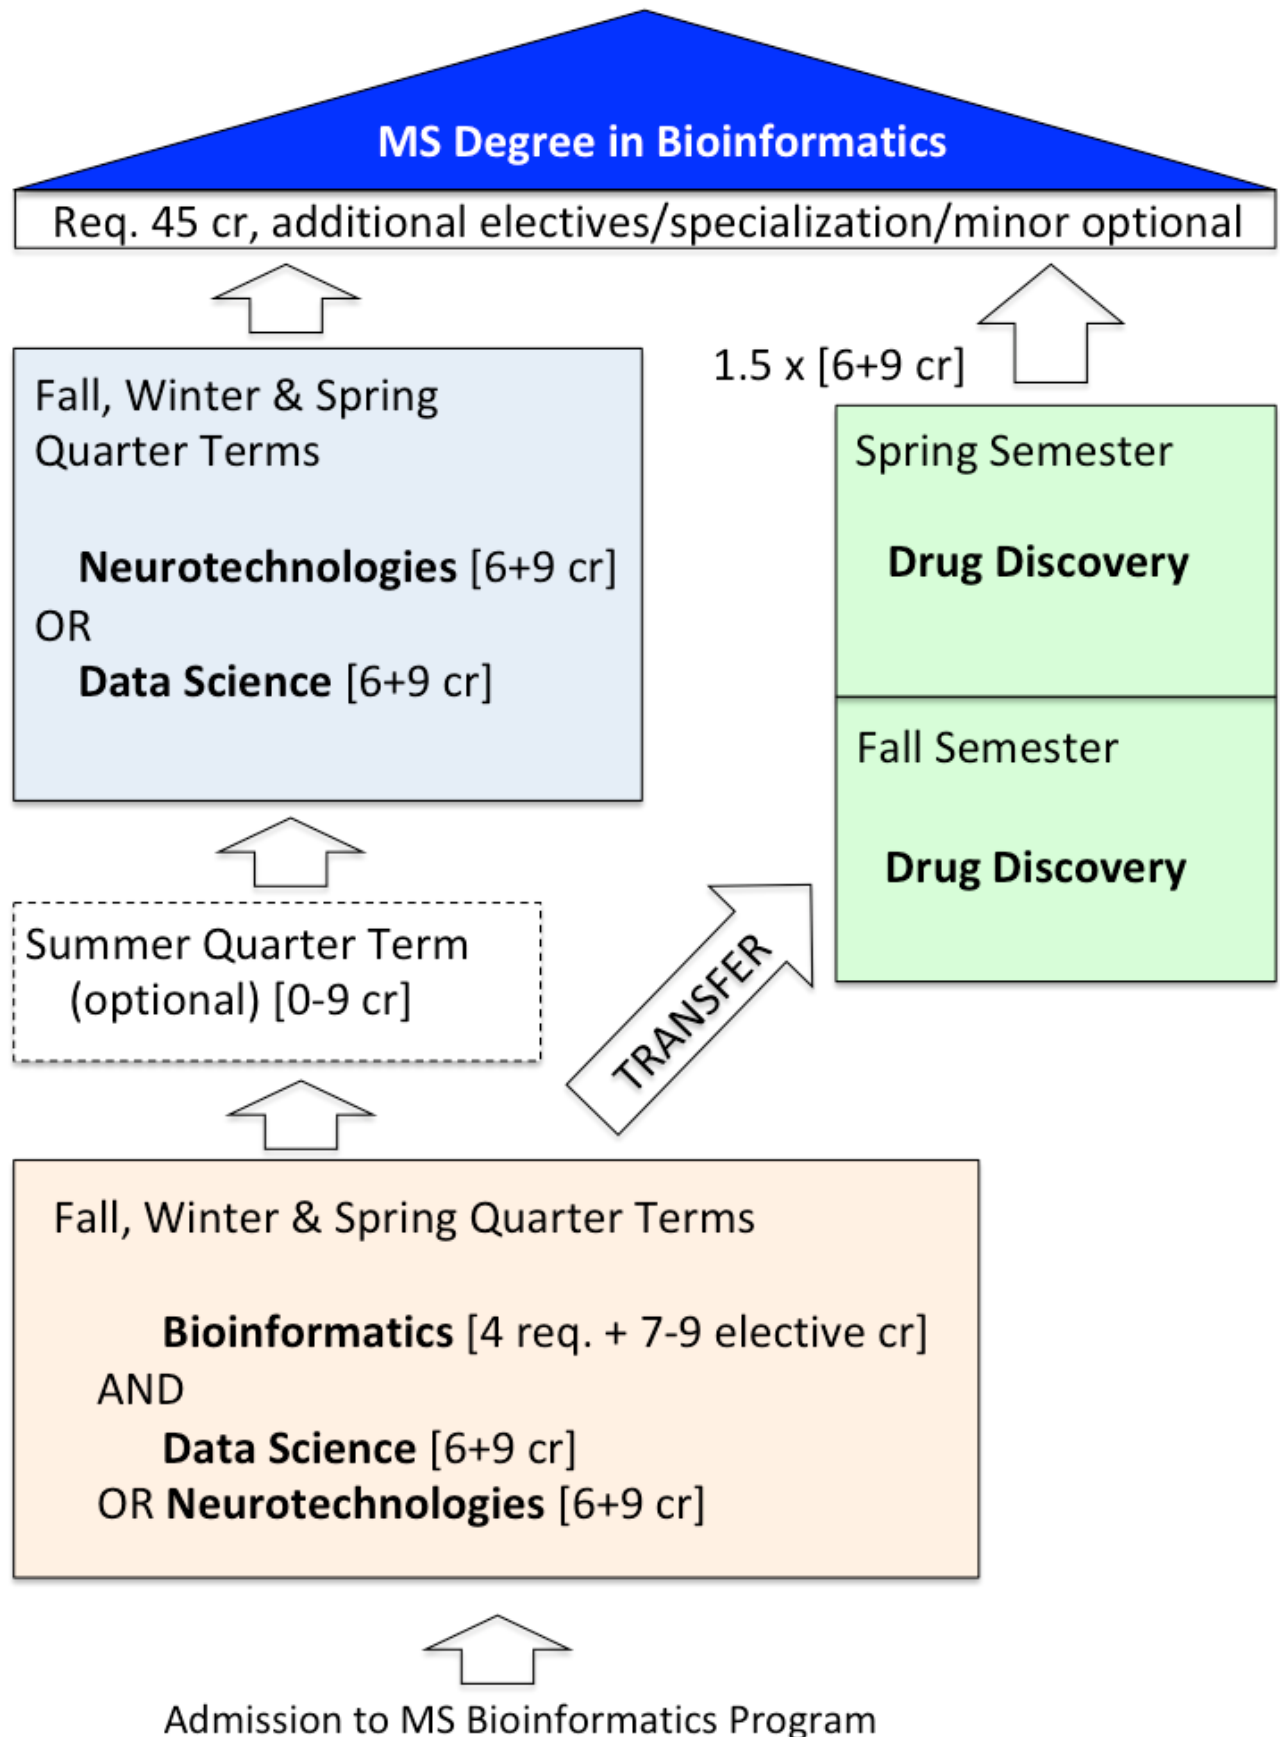 MS Degree in Bioinformatics
Req. 45 cr, additional electives/specialization/minor optional
Fall, Winter & Spring
Quarter Terms
Neurotechnologies [6+9 cr]
OR
Data Science [6+9 cr]
1.5 x [6+9 cr]
Spring Semester
Drug Discovery
Fall Semester
Drug Discovery
Summer Quarter Term
(optional) [0-9 cr]
TRANSFER
Fall, Winter & Spring Quarter Terms
Bioinformatics [4 req. + 7-9 elective cr]
AND
Data Science [6+9 cr]
OR Neurotechnologies [6+9 cr]
Admission to MS Bioinformatics Program